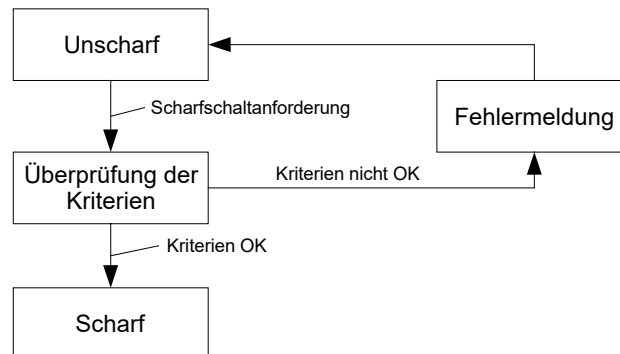 Unscharf
Scharfschaltanforderung
Fehlermeldung
Überprüfung der
Kriterien
Kriterien nicht OK
Kriterien OK
Scharf